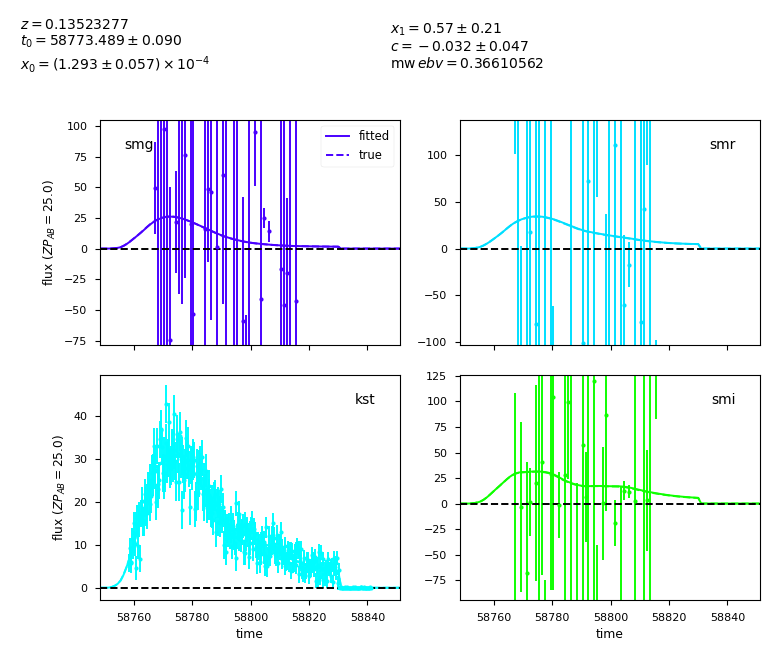 z = 0.13523277
t₀ = 58773.489 ± 0.090
x₀ = (1.293 ± 0.057) × 10⁻⁴
x₁ = 0.57 ± 0.21
c = −0.032 ± 0.047
mw ebv = 0.36610562
smg
fitted
true
100
75
50
25
0
−25
−50
−75
flux (ZP_AB = 25.0)
smr
100
50
0
−50
−100
kst
40
30
20
10
0
flux (ZP_AB = 25.0)
58760 58780 58800 58820 58840
time
smi
125
100
75
50
25
0
−25
−50
−75
58760 58780 58800 58820 58840
time